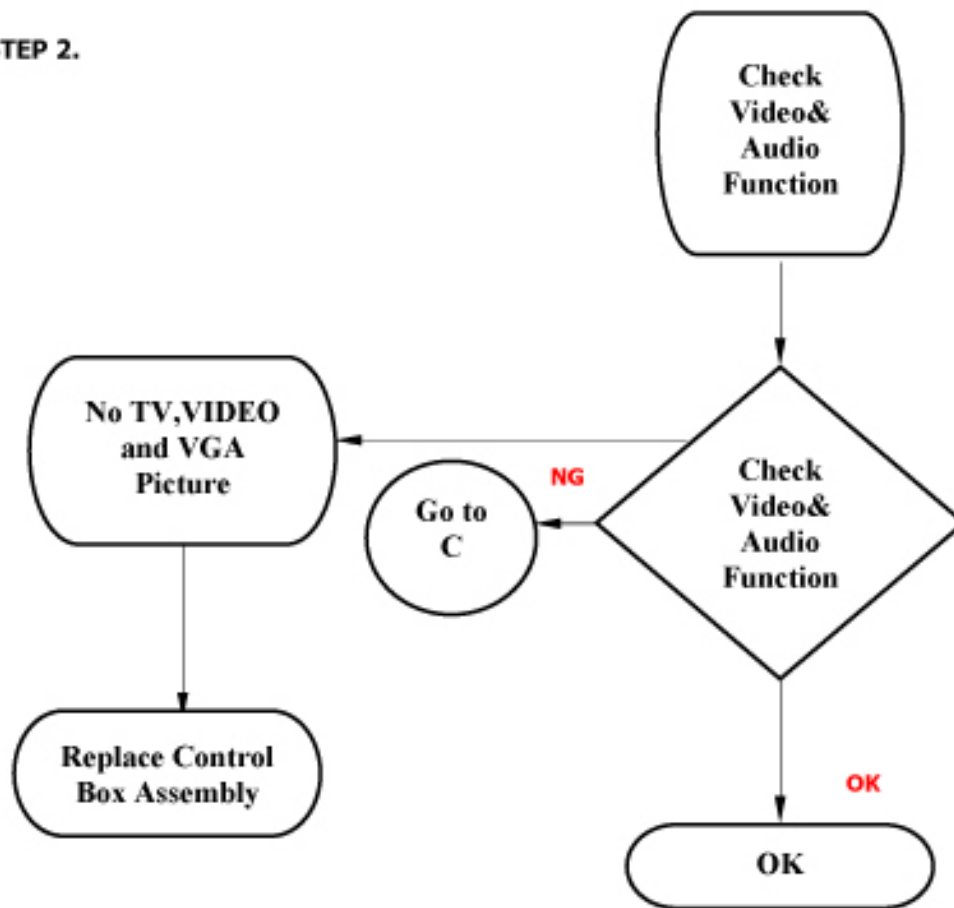 TEP 2.
Check
Video&
Audio
Function
No TV,VIDEO
and VGA
Picture
NG
Go to
C
Check
Video&
Audio
Function
Replace Control
Box Assembly
OK
OK